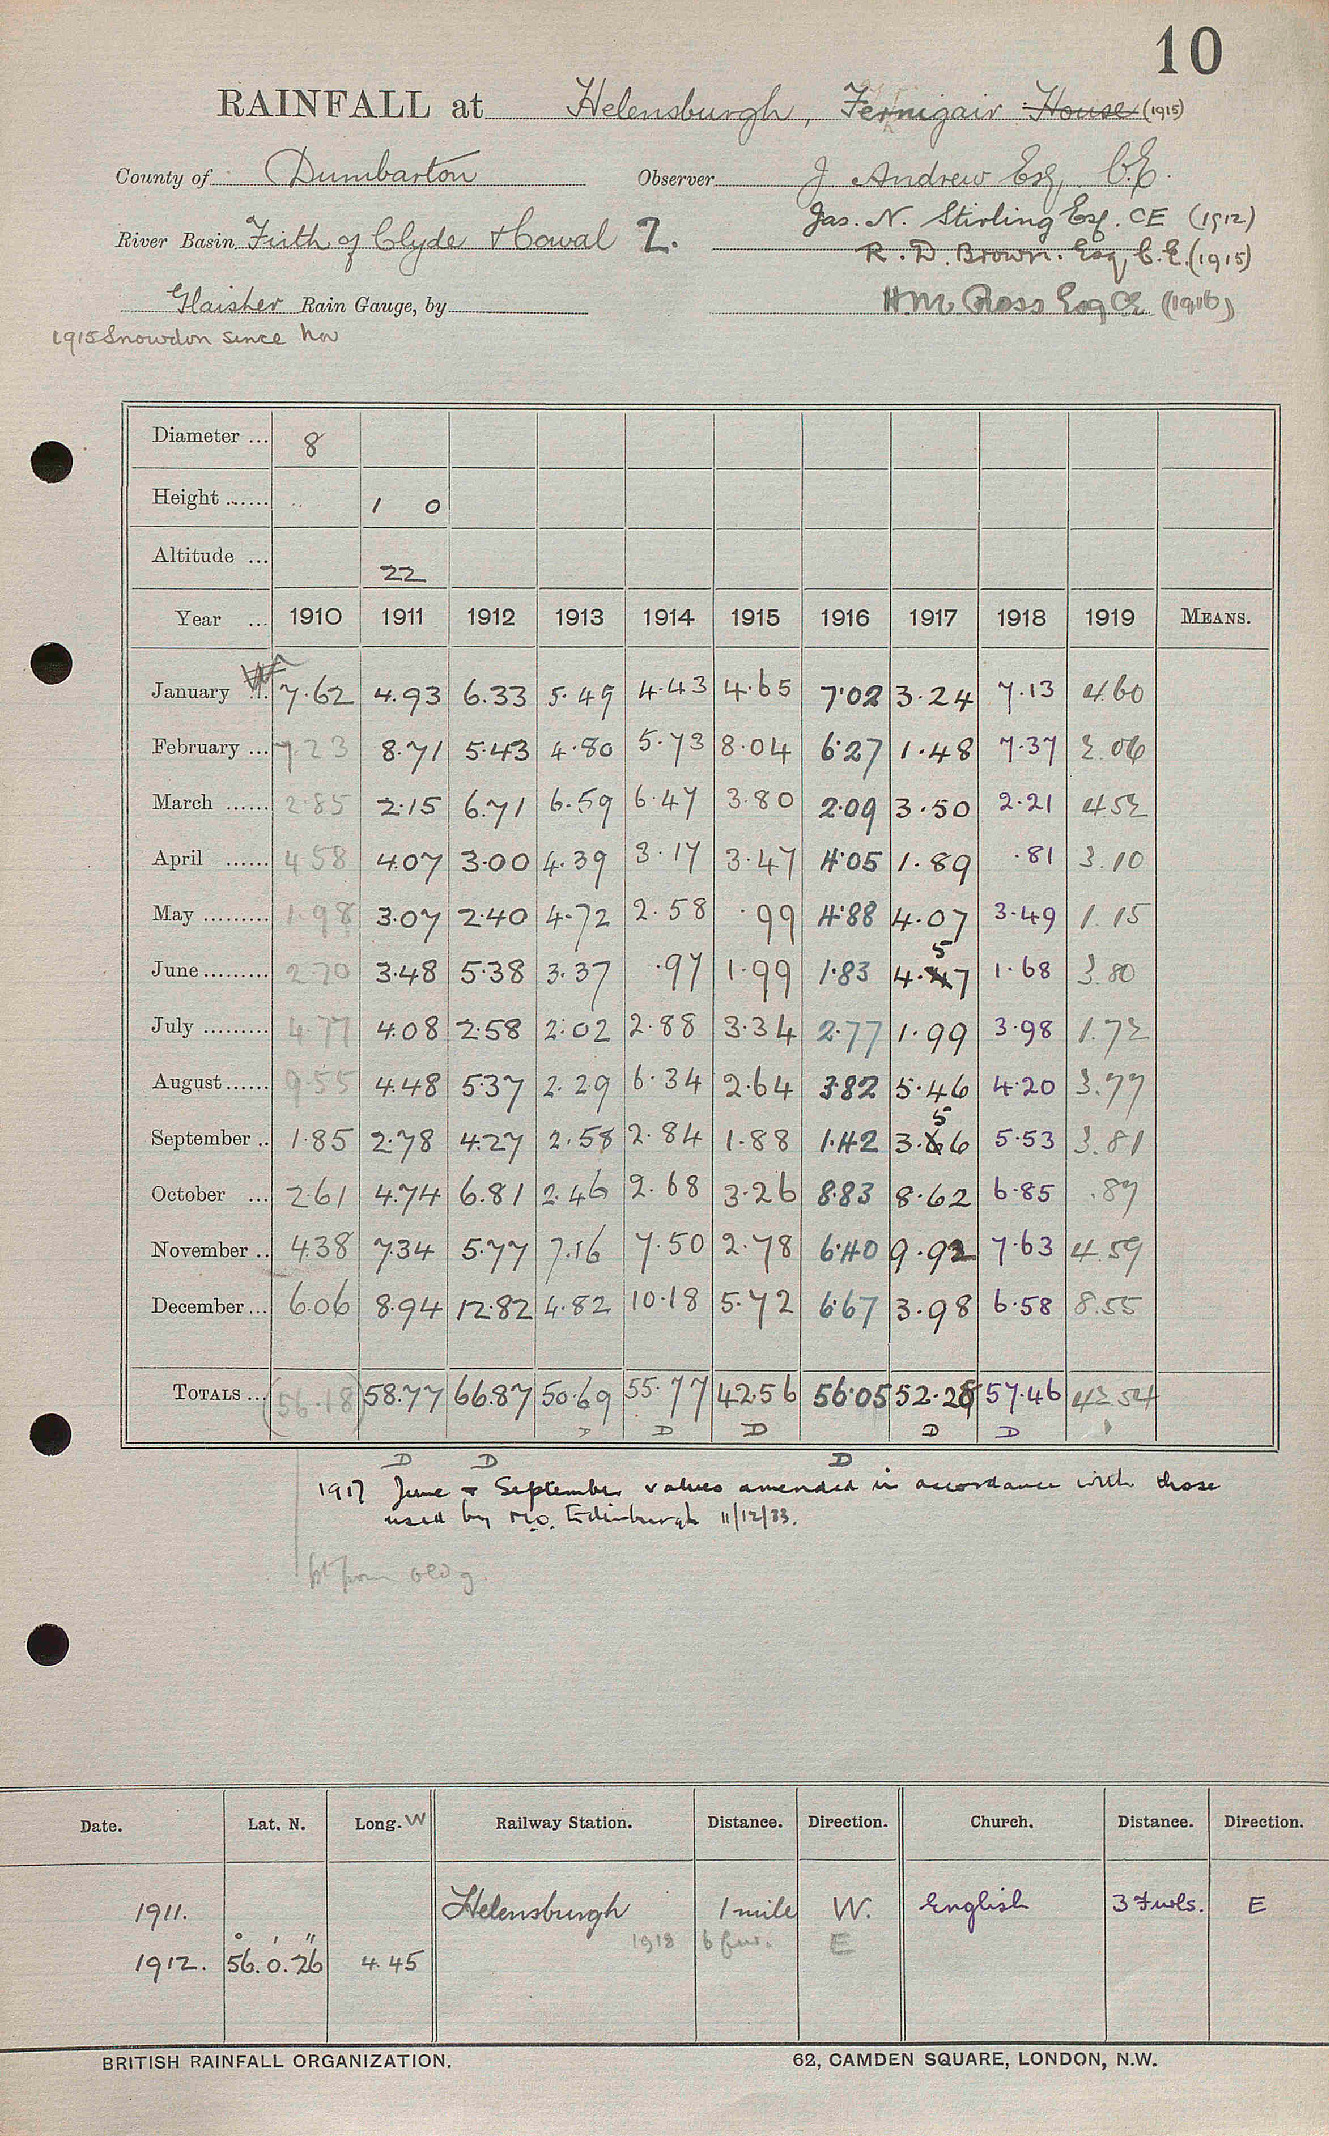 10
RAINFALL at Helensburgh, Fernigair House (1915)
County of Dumbarton Observer J Andrew Esq, C.E.
Jas. N. Stirling Esq. CE (1912)
River Basin Firth of Clyde & Cowal 2. R. D. Brown. Esq, C.E. (1915)
Glaisher Rain Gauge, by HM Ross Esq CE (1916)
1915 Snowdon since Nov
Diameter ... 8
Height ...... 1 0
Altitude ... 22
Year ... 1910 1911 1912 1913 1914 1915 1916 1917 1918 1919 MEANS.
January ... 7.62 4.93 6.33 5.49 4.43 4.65 7.02 3.24 7.13 4.60
February ... 7.23 8.71 5.43 4.80 5.73 8.04 6.27 1.48 7.37 2.06
March ...... 2.85 2.15 6.71 6.59 6.47 3.80 2.09 3.50 2.21 4.52
April ...... 4.58 4.07 3.00 4.39 3.17 3.47 4.05 1.89 .81 3.10
May ......... 1.98 3.07 2.40 4.72 2.58 .99 4.88 4.07 3.49 1.15
5
June ......... 2.70 3.48 5.38 3.37 .97 1.99 1.83 4.47 1.68 3.80
July ......... 4.77 4.08 2.58 2.02 2.88 3.34 2.77 1.99 3.98 1.72
August ...... 9.55 4.48 5.37 2.29 6.34 2.64 3.82 5.46 4.20 3.77
5
September .. 1.85 2.78 4.27 2.58 2.84 1.88 1.42 3.66 5.53 3.81
October ... 2.61 4.74 6.81 2.46 2.68 3.26 8.83 8.62 6.85 .87
November .. 4.38 7.34 5.77 7.16 7.50 2.78 6.40 9.92 7.63 4.59
December ... 6.06 8.94 12.82 4.82 10.18 5.72 6.67 3.98 6.58 8.55
TOTALS ... (56.18) 58.77 66.87 50.69 55.77 42.56 56.05 52.28 57.46 42.54
D D D D D
D D D
1917 June & September values amended in accordance with those
used by M.O. Edinburgh 11/12/33.
Date. Lat. N. Long. W Railway Station. Distance. Direction. Church. Distance. Direction.
1911. Helensburgh 1 mile W. English 3 Furls. E
1918 6 fur. E
1912. 56° 0' 26" 4.45
BRITISH RAINFALL ORGANIZATION. 62, CAMDEN SQUARE, LONDON, N.W.